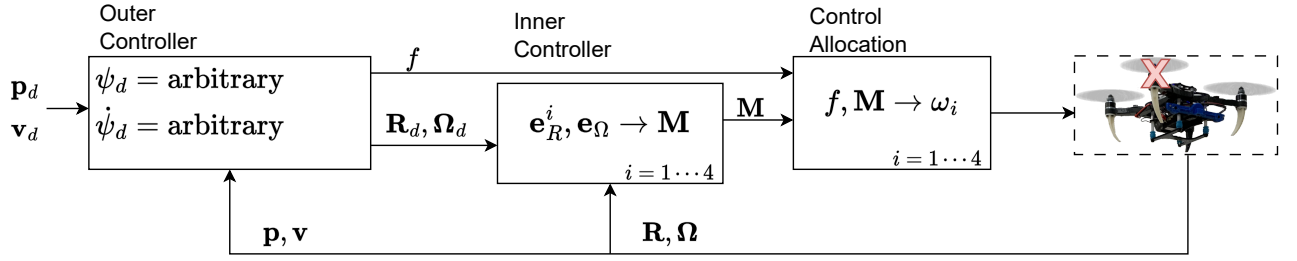 Outer
Controller
𝐩_d
𝐯_d
ψ_d = arbitrary
ψ̇_d = arbitrary
f
𝐑_d, 𝛀_d
Inner
Controller
𝐞_R^i, 𝐞_Ω → 𝐌
i = 1 ⋯ 4
𝐌
Control
Allocation
f, 𝐌 → ω_i
i = 1 ⋯ 4
X
𝐩, 𝐯
𝐑, 𝛀